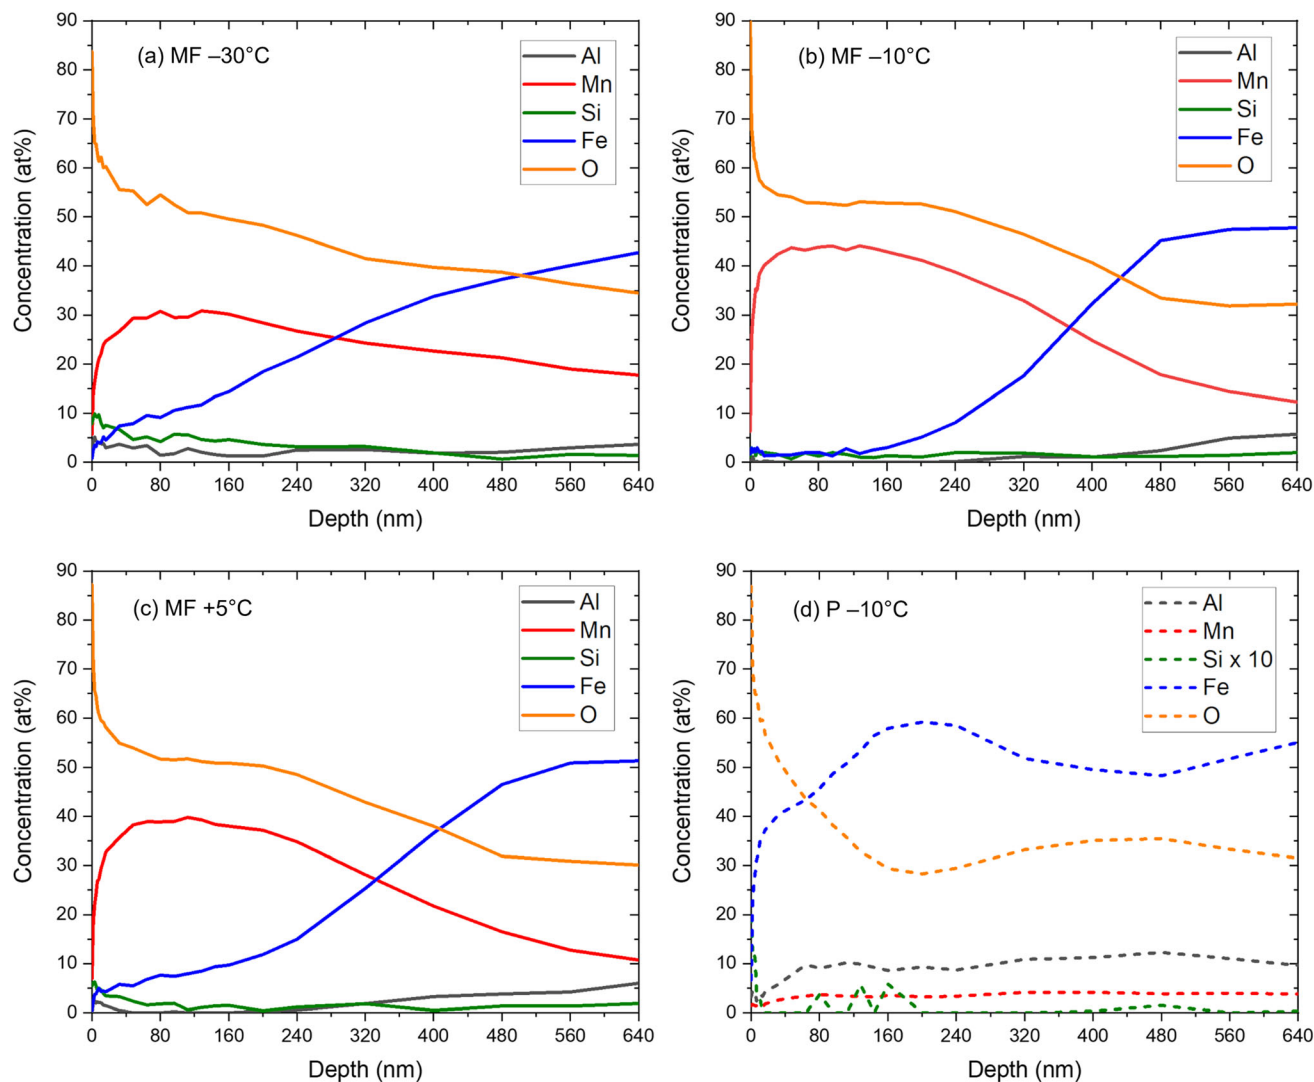 (a) MF –30°C
Al
Mn
Si
Fe
O
Concentration (at%)
90
80
70
60
50
40
30
20
10
0
0 80 160 240 320 400 480 560 640
Depth (nm)
(b) MF –10°C
Al
Mn
Si
Fe
O
Concentration (at%)
90
80
70
60
50
40
30
20
10
0
0 80 160 240 320 400 480 560 640
Depth (nm)
(c) MF +5°C
Al
Mn
Si
Fe
O
Concentration (at%)
90
80
70
60
50
40
30
20
10
0
0 80 160 240 320 400 480 560 640
Depth (nm)
(d) P –10°C
Al
Mn
Si x 10
Fe
O
Concentration (at%)
90
80
70
60
50
40
30
20
10
0
0 80 160 240 320 400 480 560 640
Depth (nm)